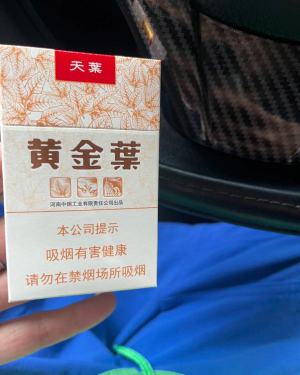 天葉
黄金葉
河南中烟工业有限责任公司出品
本公司提示
吸烟有害健康
请勿在禁烟场所吸烟